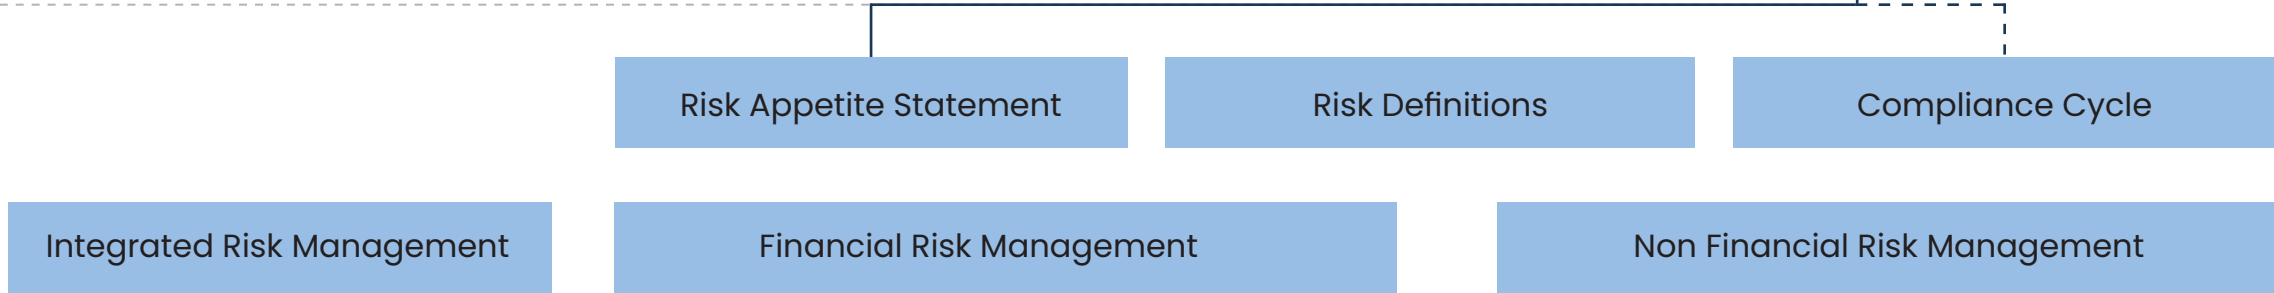 Risk Appetite Statement
Risk Definitions
Compliance Cycle
Integrated Risk Management
Financial Risk Management
Non Financial Risk Management